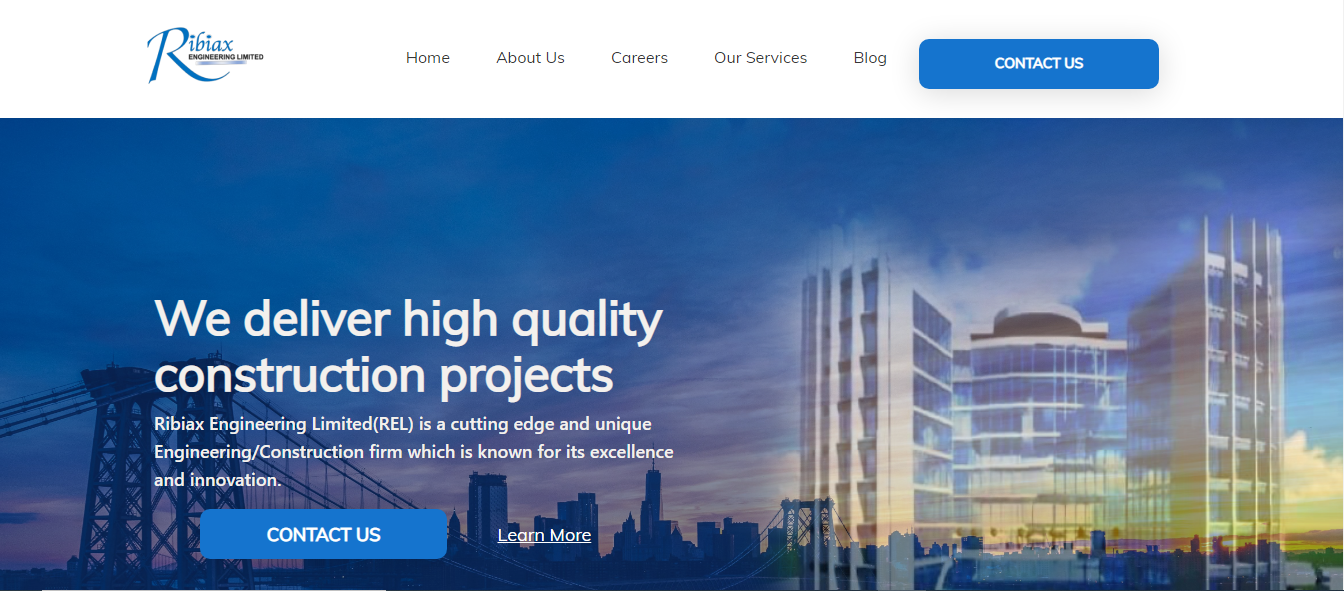 Ribiax
ENGINEERING LIMITED
Home
About Us
Careers
Our Services
Blog
CONTACT US
We deliver high quality
construction projects
Ribiax Engineering Limited(REL) is a cutting edge and unique
Engineering/Construction firm which is known for its excellence
and innovation.
CONTACT US
Learn More